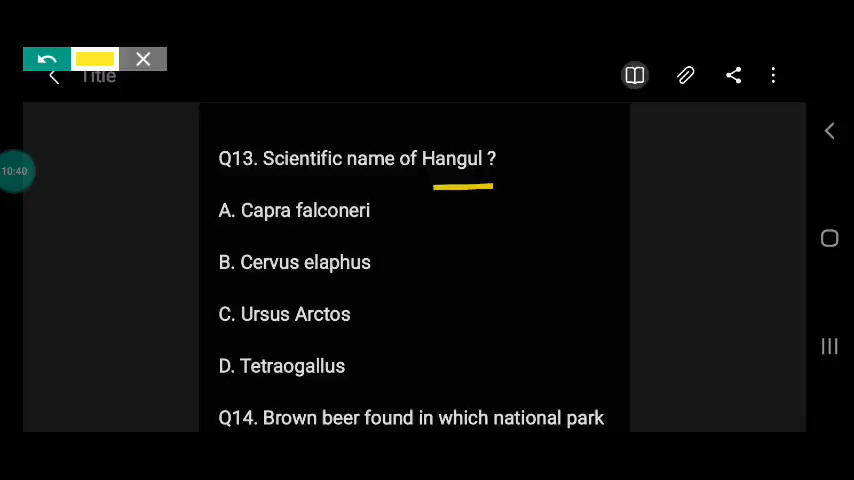 Title
10:40
Q13. Scientific name of Hangul ?
A. Capra falconeri
B. Cervus elaphus
C. Ursus Arctos
D. Tetraogallus
Q14. Brown beer found in which national park